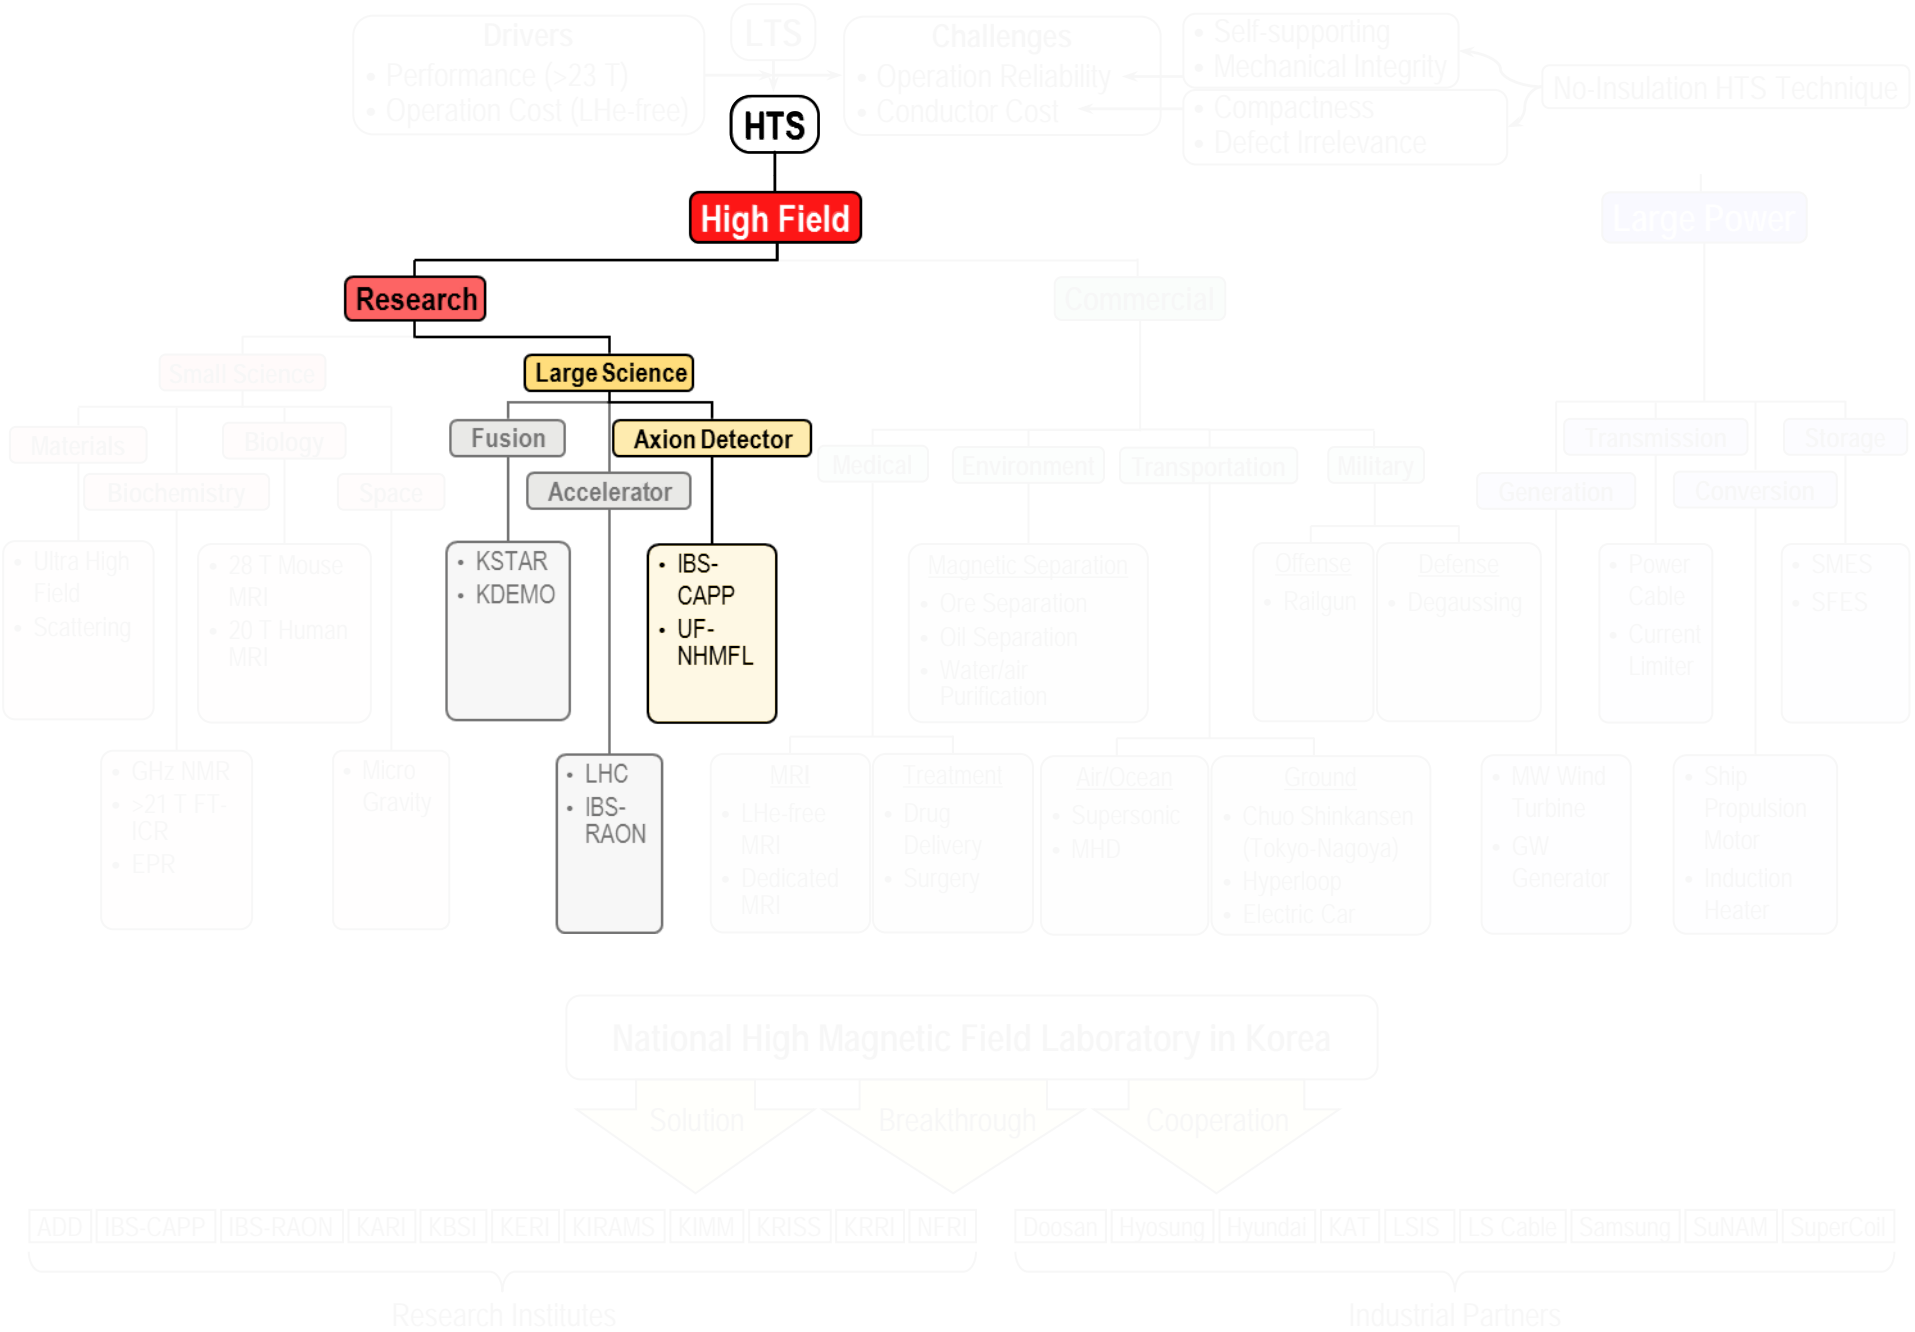 Drivers
• Performance (>23 T)
• Operation Cost (LHe-free)
LTS
HTS
Challenges
• Operation Reliability
• Conductor Cost
• Self-supporting
• Mechanical Integrity
• Compactness
• Defect Irrelevance
No-Insulation HTS Technique
High Field
Large Power
Research
Commercial
Small Science
Large Science
Materials
Biochemistry
Biology
Space
Fusion
Accelerator
Axion Detector
Medical
Environment
Transportation
Military
Generation
Transmission
Conversion
Storage
• Ultra High
Field
• Scattering
• 28 T Mouse
MRI
• 20 T Human
MRI
• KSTAR
• KDEMO
• IBS-
CAPP
• UF-
NHMFL
Magnetic Separation
• Ore Separation
• Oil Separation
• Water/air
Purification
Offense
• Railgun
Defense
• Degaussing
• Power
Cable
• Current
Limiter
• SMES
• SFES
• GHz NMR
• >21 T FT-
ICR
• EPR
• Micro
Gravity
• LHC
• IBS-
RAON
MRI
• LHe-free
MRI
• Dedicated
MRI
Treatment
• Drug
Delivery
• Surgery
Air/Ocean
• Supersonic
• MHD
Ground
• Chuo Shinkansen
(Tokyo-Nagoya)
• Hyperloop
• Electric Car
• MW Wind
Turbine
• GW
Generator
• Ship
Propulsion
Motor
• Induction
Heater
National High Magnetic Field Laboratory in Korea
Solution
Breakthrough
Cooperation
ADD IBS-CAPP IBS-RAON KARI KBSI KERI KIRAMS KIMM KRISS KRRI NFRI
Doosan Hyosung Hyundai KAT LSIS LS Cable Samsung SuNAM SuperCoil
Research Institutes
Industrial Partners